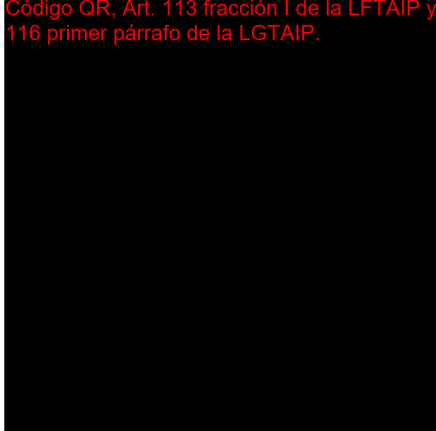 Código QR, Art. 113 fracción I de la LFTAIP y
116 primer párrafo de la LGTAIP.